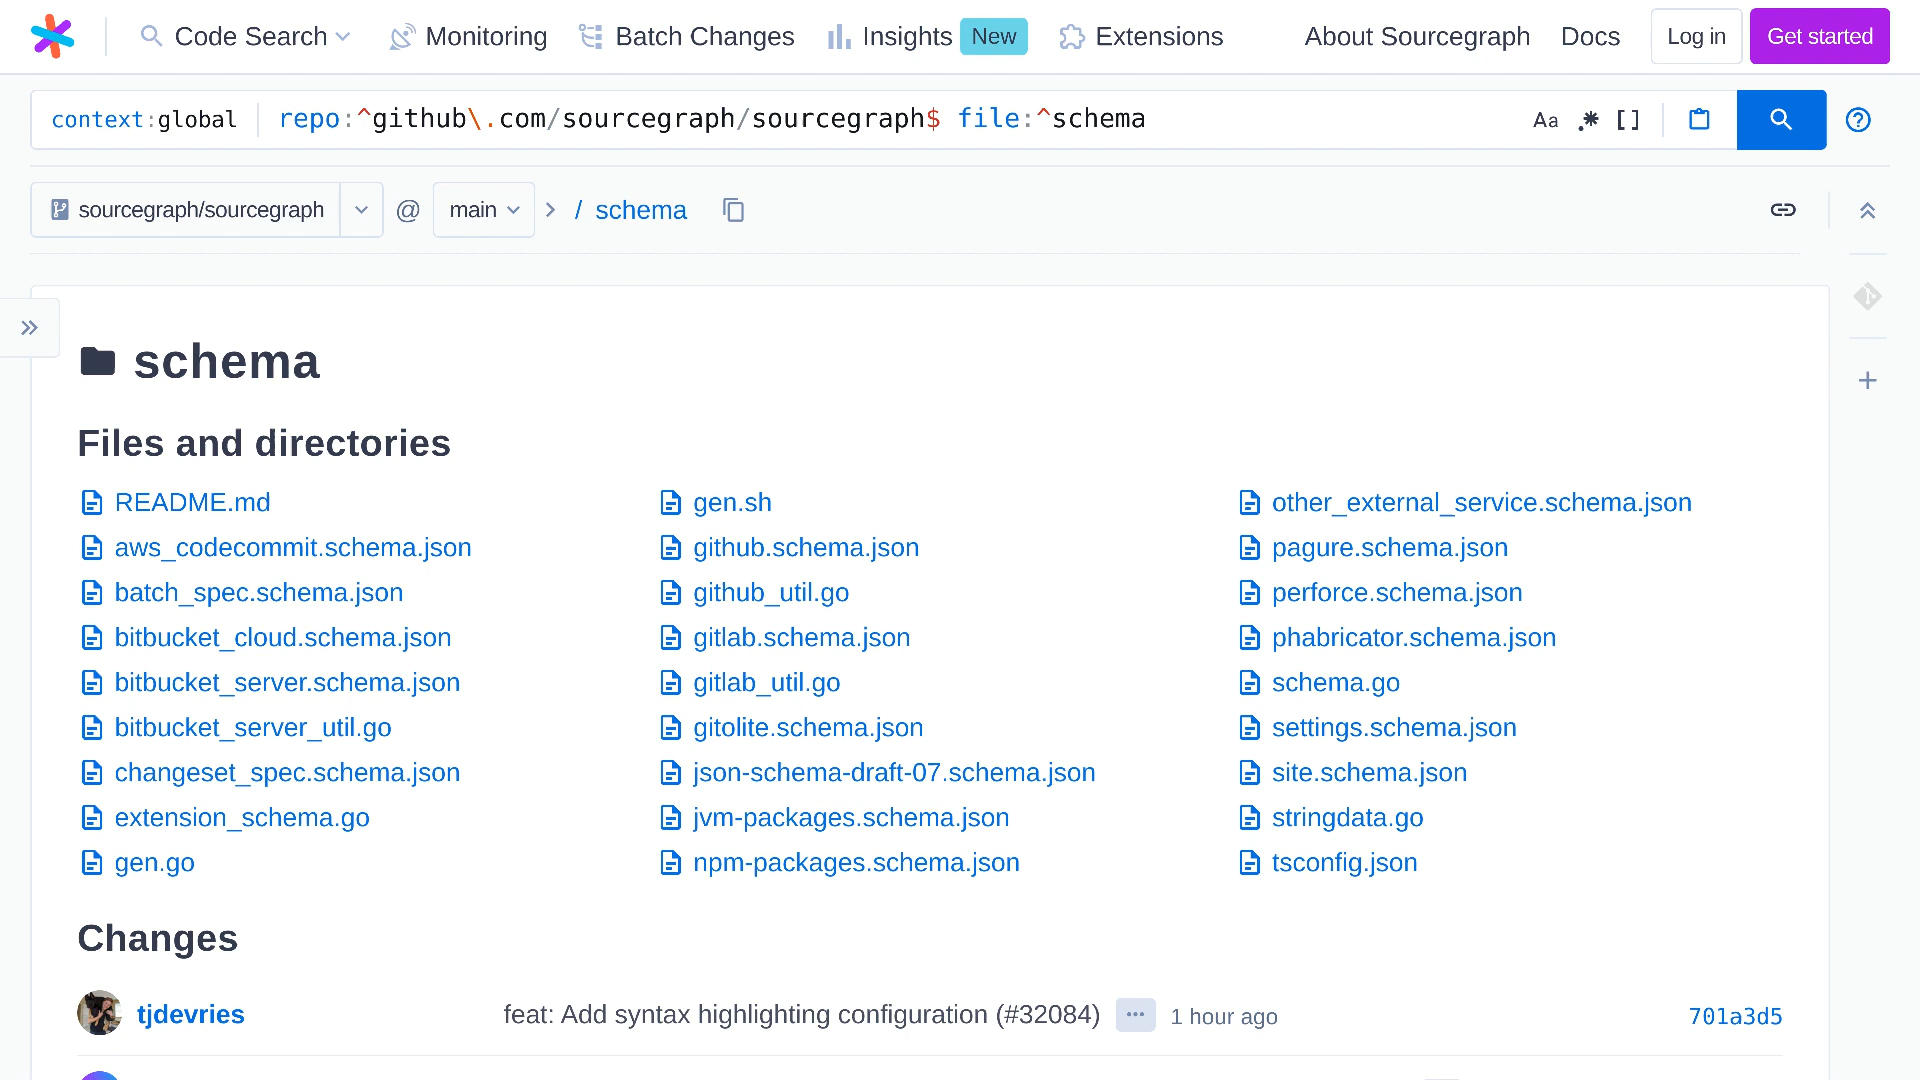 Code Search Monitoring Batch Changes Insights New Extensions About Sourcegraph Docs Log in Get started
context:global repo:^github\.com/sourcegraph/sourcegraph$ file:^schema Aa .* []
sourcegraph/sourcegraph @ main / schema
schema
Files and directories
README.md gen.sh other_external_service.schema.json
aws_codecommit.schema.json github.schema.json pagure.schema.json
batch_spec.schema.json github_util.go perforce.schema.json
bitbucket_cloud.schema.json gitlab.schema.json phabricator.schema.json
bitbucket_server.schema.json gitlab_util.go schema.go
bitbucket_server_util.go gitolite.schema.json settings.schema.json
changeset_spec.schema.json json-schema-draft-07.schema.json site.schema.json
extension_schema.go jvm-packages.schema.json stringdata.go
gen.go npm-packages.schema.json tsconfig.json
Changes
tjdevries feat: Add syntax highlighting configuration (#32084) ··· 1 hour ago 701a3d5